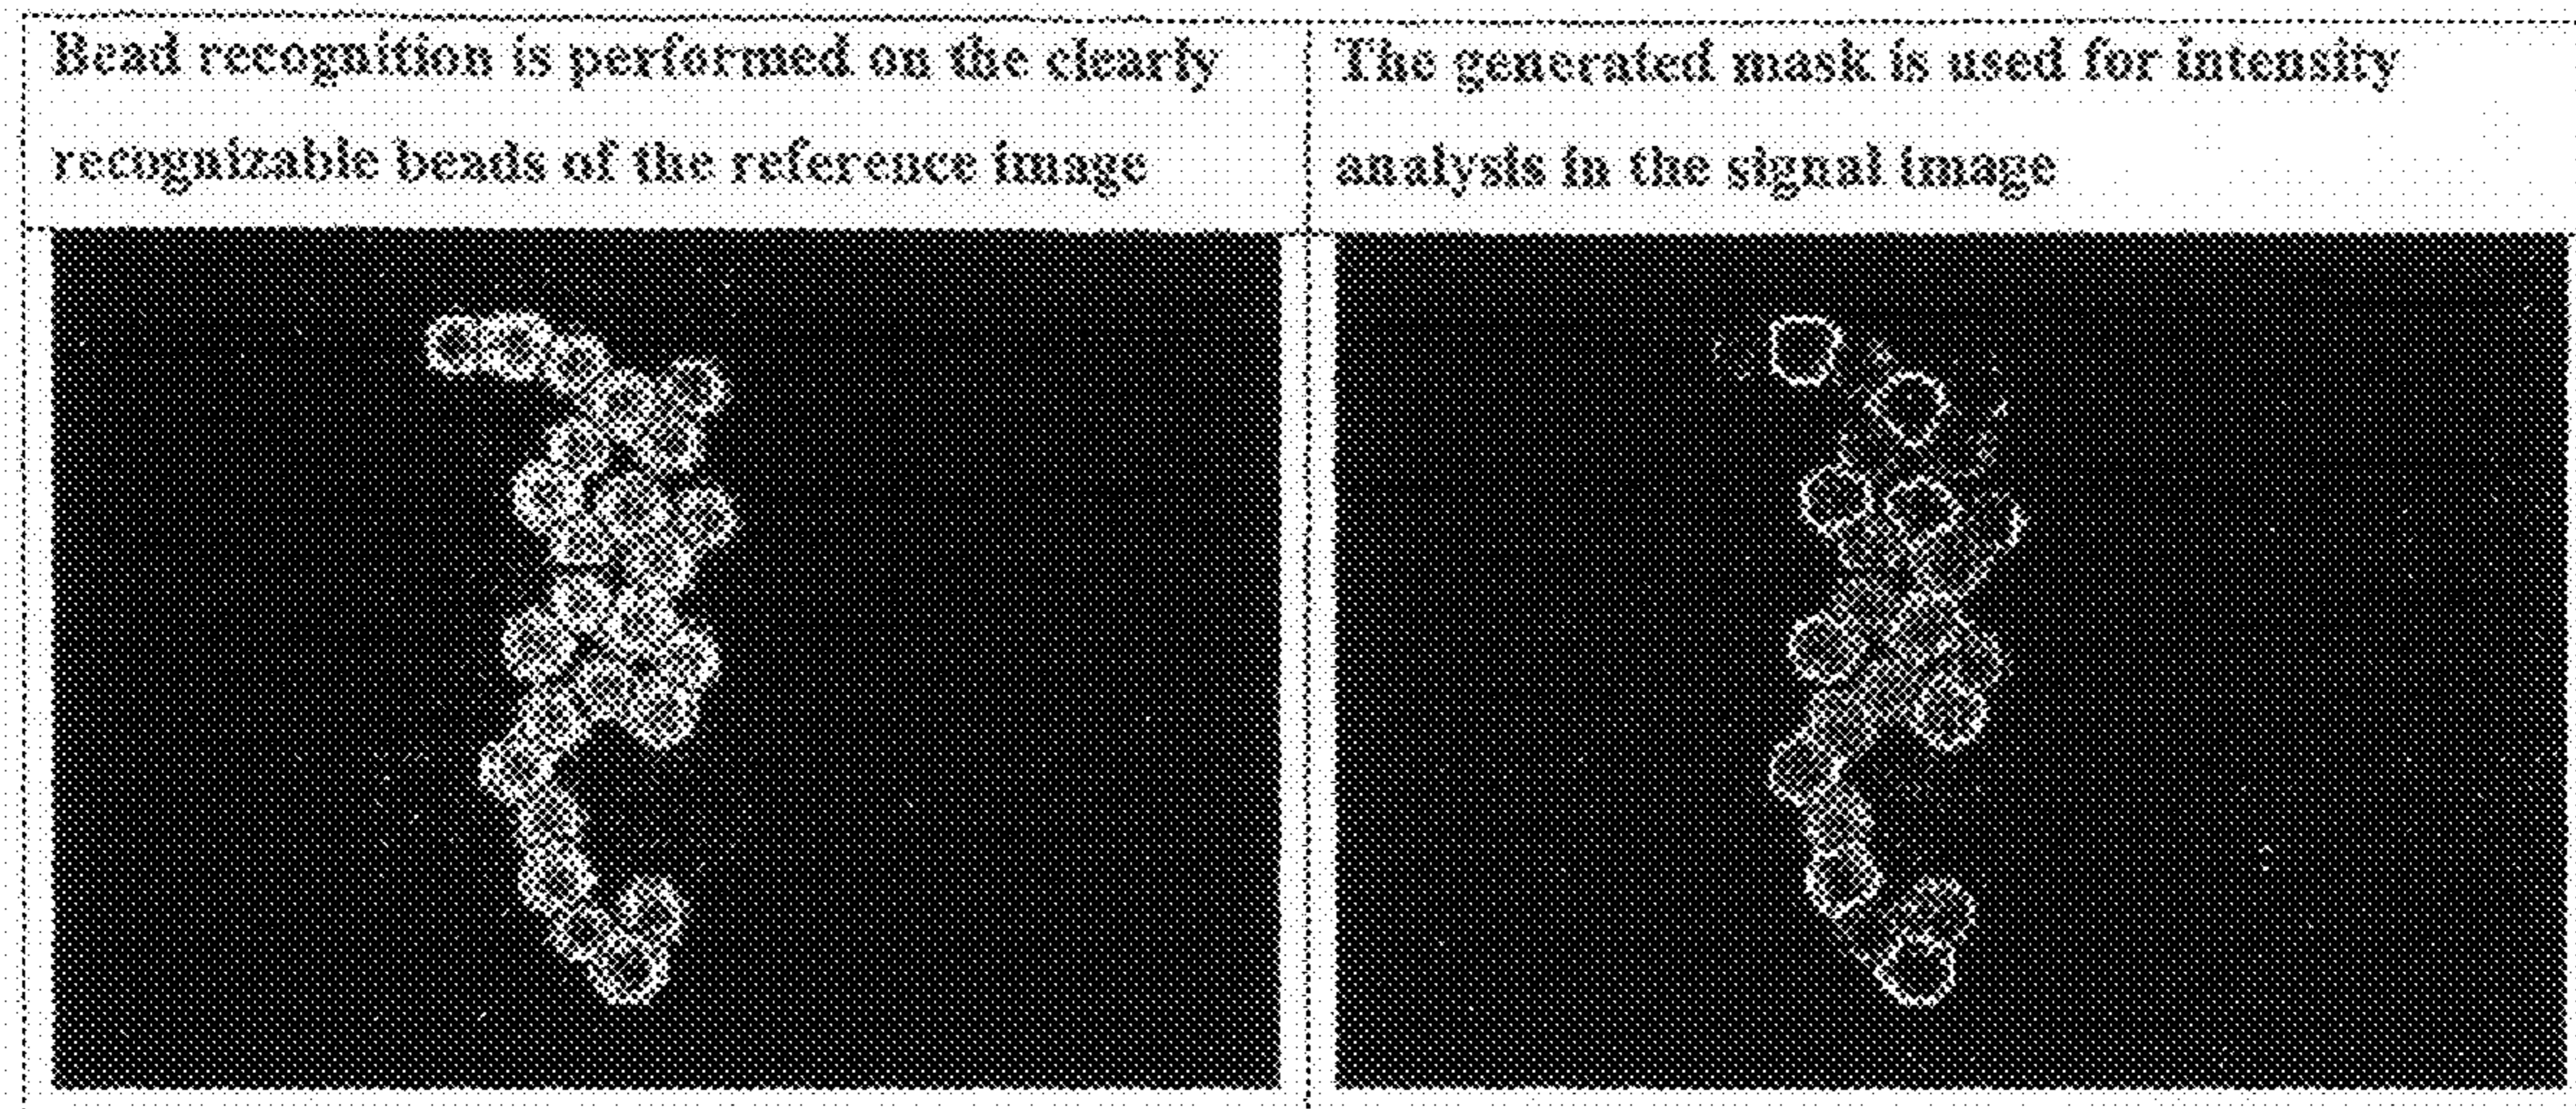 Bead recognition is performed on the clearly
recognizable beads of the reference image
The generated mask is used for intensity
analysis in the signal image